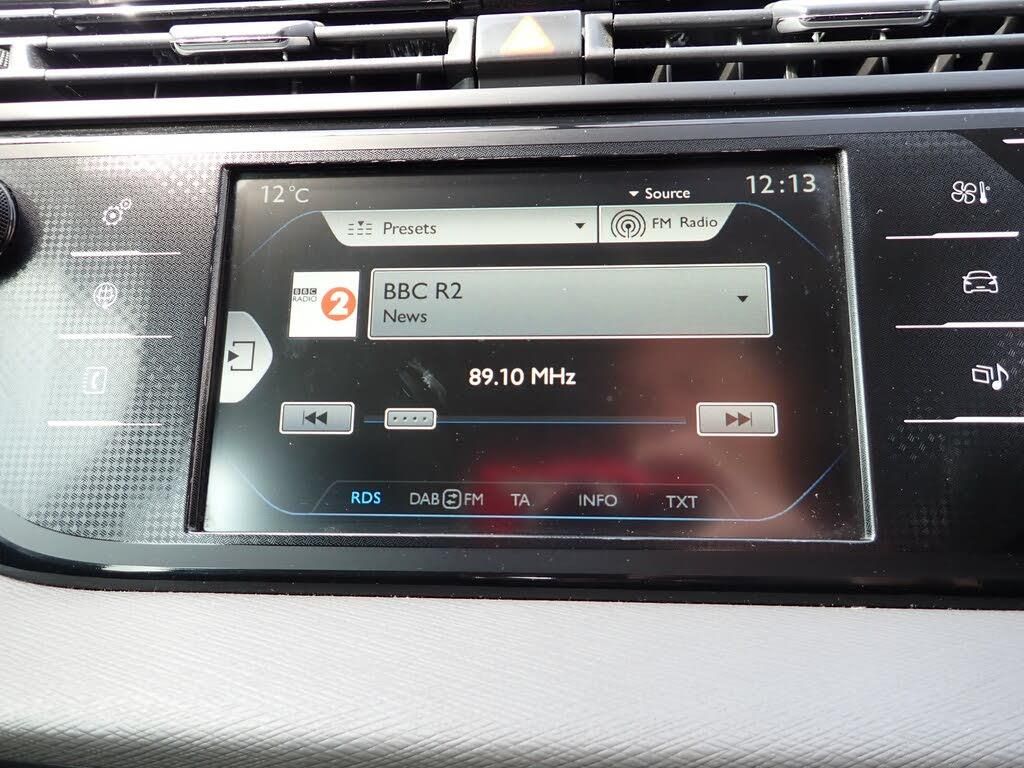 12°C
Source
12:13
Presets
FM Radio
BBC
RADIO
2
BBC R2
News
89.10 MHz
RDS
DAB FM
TA
INFO
TXT